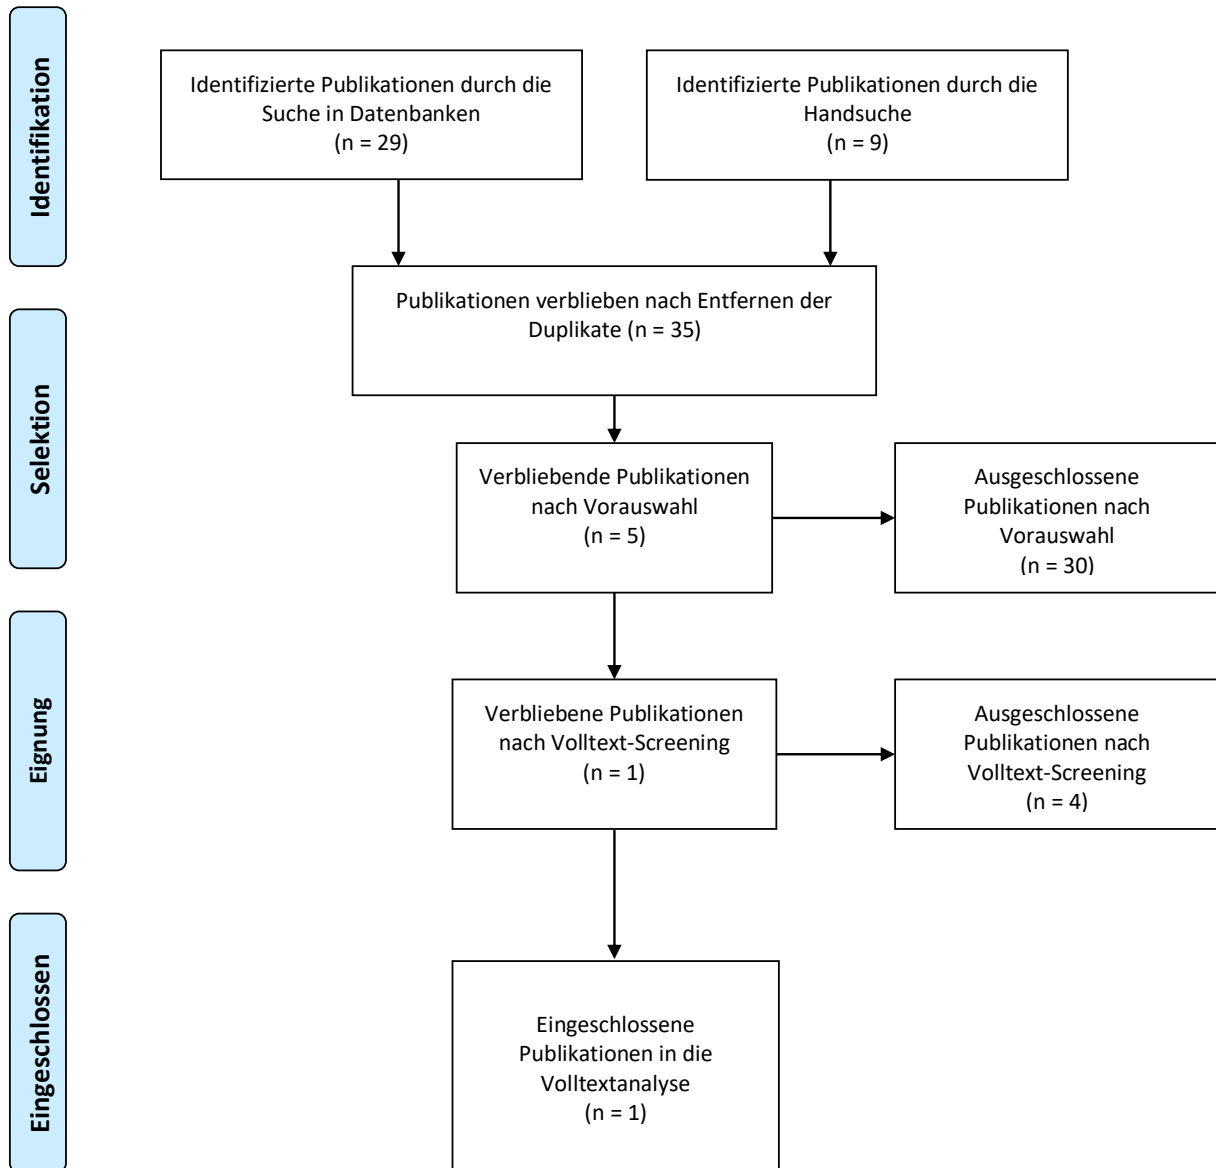 Identifikation
Identifizierte Publikationen durch die
Suche in Datenbanken
(n = 29)
Identifizierte Publikationen durch die
Handsuche
(n = 9)
Publikationen verblieben nach Entfernen der
Duplikate (n = 35)
Selektion
Verbliebende Publikationen
nach Vorauswahl
(n = 5)
Ausgeschlossene
Publikationen nach
Vorauswahl
(n = 30)
Eignung
Verbliebene Publikationen
nach Volltext-Screening
(n = 1)
Ausgeschlossene
Publikationen nach
Volltext-Screening
(n = 4)
Eingeschlossen
Eingeschlossene
Publikationen in die
Volltextanalyse
(n = 1)